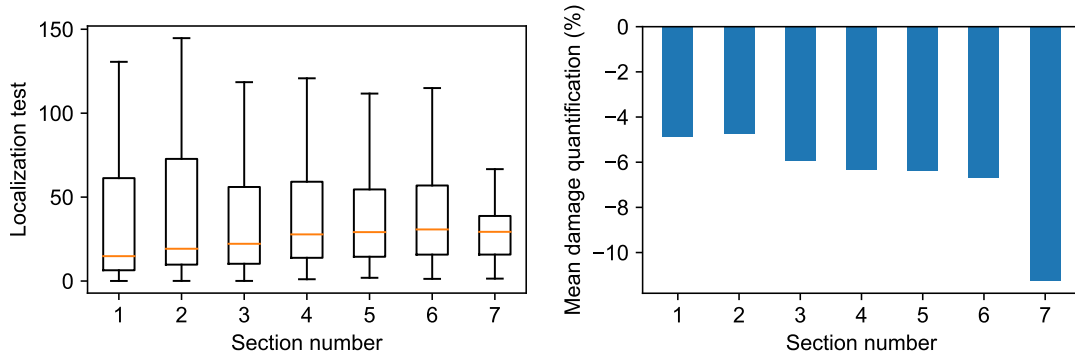 Localization test
150
100
50
0
1 2 3 4 5 6 7
Section number
Mean damage quantification (%)
0
−2
−4
−6
−8
−10
1 2 3 4 5 6 7
Section number